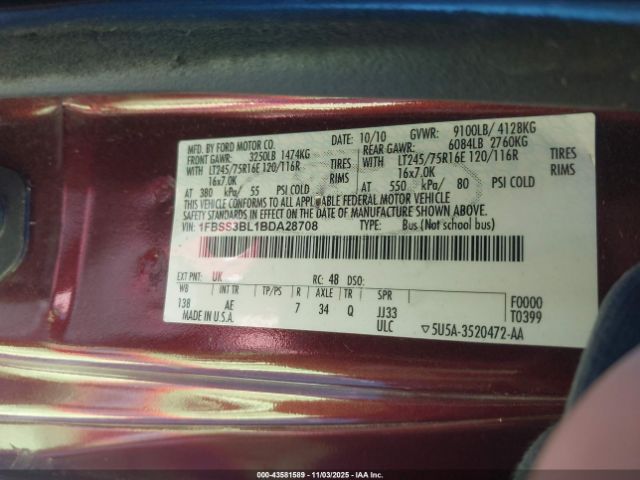 MFD. BY FORD MOTOR CO. DATE: 10/10 GVWR: 9100LB/ 4128KG
FRONT GAWR: 3250LB 1474KG REAR GAWR: 6084LB 2760KG
WITH LT245/75R16E 120/116R TIRES WITH LT245/75R16E 120/116R TIRES
16x7.0K RIMS 16x7.0K RIMS
AT 380 kPa/ 55 PSI COLD AT 550 kPa/ 80 PSI COLD
THIS VEHICLE CONFORMS TO ALL APPLICABLE FEDERAL MOTOR VEHICLE
SAFETY STANDARDS IN EFFECT ON THE DATE OF MANUFACTURE SHOWN ABOVE.
VIN: 1FBSS3BL1BDA28708 TYPE: Bus (Not school bus)
EXT PNT: UK RC: 48 DSO:
WB INT TR TP/PS R AXLE TR SPR F0000
138 AE 7 34 Q JJ33 T0399
MADE IN U.S.A. ULC ▽5U5A-3520472-AA
00-43581589 11/03/2025 ©IAAI, Inc.